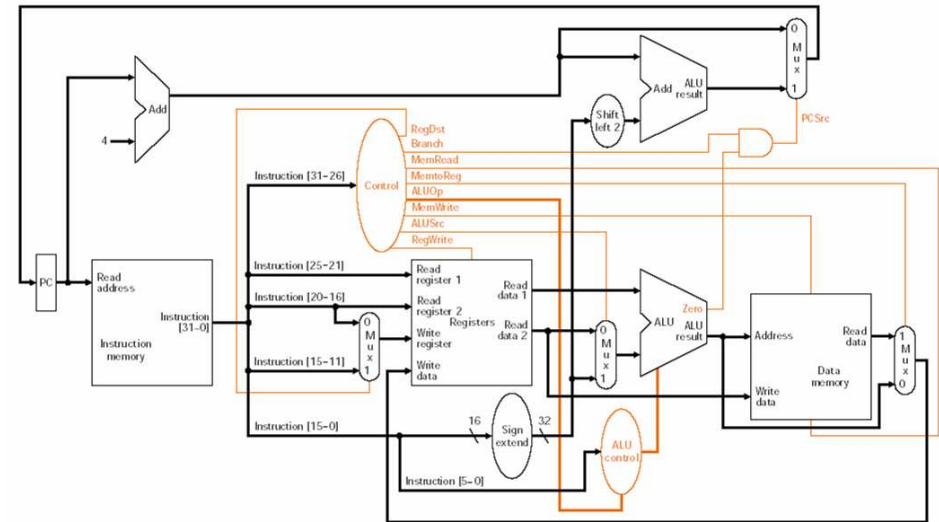 0
M
u
x
1
Add
ALU
result
Add
Shift
left 2
4
PCSrc
RegDst
Branch
MemRead
MemtoReg
ALUOp
MemWrite
ALUSrc
RegWrite
Control
Instruction [31–26]
Instruction [25–21]
Instruction [20–16]
Instruction [15–11]
Instruction [15–0]
Instruction [5–0]
PC
Read
address
Instruction
[31–0]
Instruction
memory
0
M
u
x
1
Read
register 1
Read
register 2
Write
register
Write
data
Registers
Read
data 1
Read
data 2
0
M
u
x
1
Zero
ALU
ALU
result
Address
Write
data
Read
data
Data
memory
1
M
u
x
0
16
Sign
extend
32
ALU
control